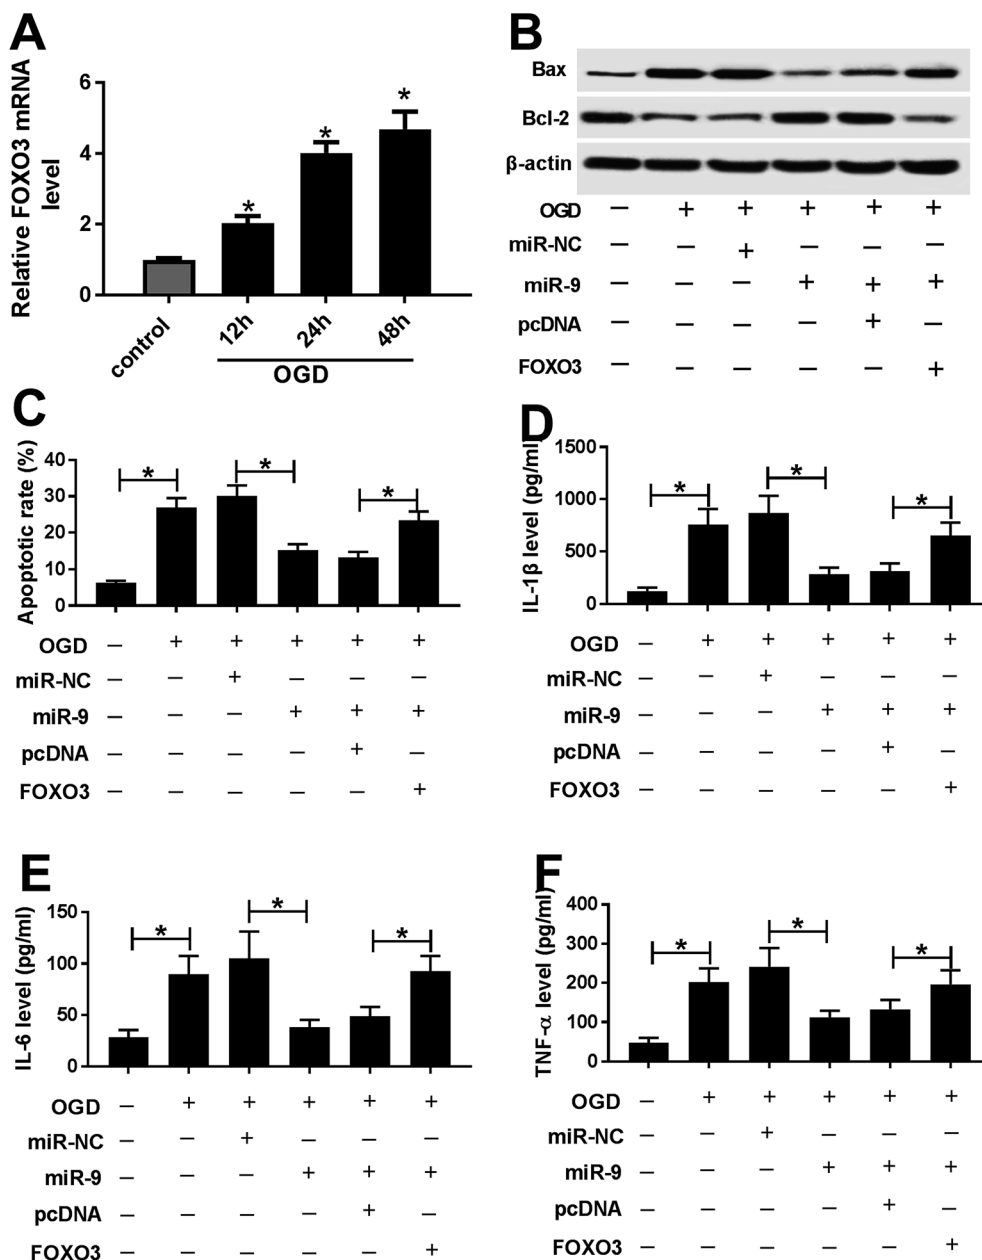 A
Relative FOXO3 mRNA
level
6
4
2
0
*
*
*
control
12h
24h
48h
OGD
B
Bax
Bcl-2
β-actin
OGD – + + + + +
miR-NC – – + – – –
miR-9 – – – + + +
pcDNA – – – – + –
FOXO3 – – – – – +
C
Apoptotic rate (%)
40
30
20
10
0
* * *
OGD – + + + + +
miR-NC – – + – – –
miR-9 – – – + + +
pcDNA – – – – + –
FOXO3 – – – – – +
D
IL-1β level (pg/ml)
1500
1000
500
0
* * *
OGD – + + + + +
miR-NC – – + – – –
miR-9 – – – + + +
pcDNA – – – – + –
FOXO3 – – – – – +
E
IL-6 level (pg/ml)
150
100
50
0
* * *
OGD – + + + + +
miR-NC – – + – – –
miR-9 – – – + + +
pcDNA – – – – + –
FOXO3 – – – – – +
F
TNF-α level (pg/ml)
400
300
200
100
0
* * *
OGD – + + + + +
miR-NC – – + – – –
miR-9 – – – + + +
pcDNA – – – – + –
FOXO3 – – – – – +